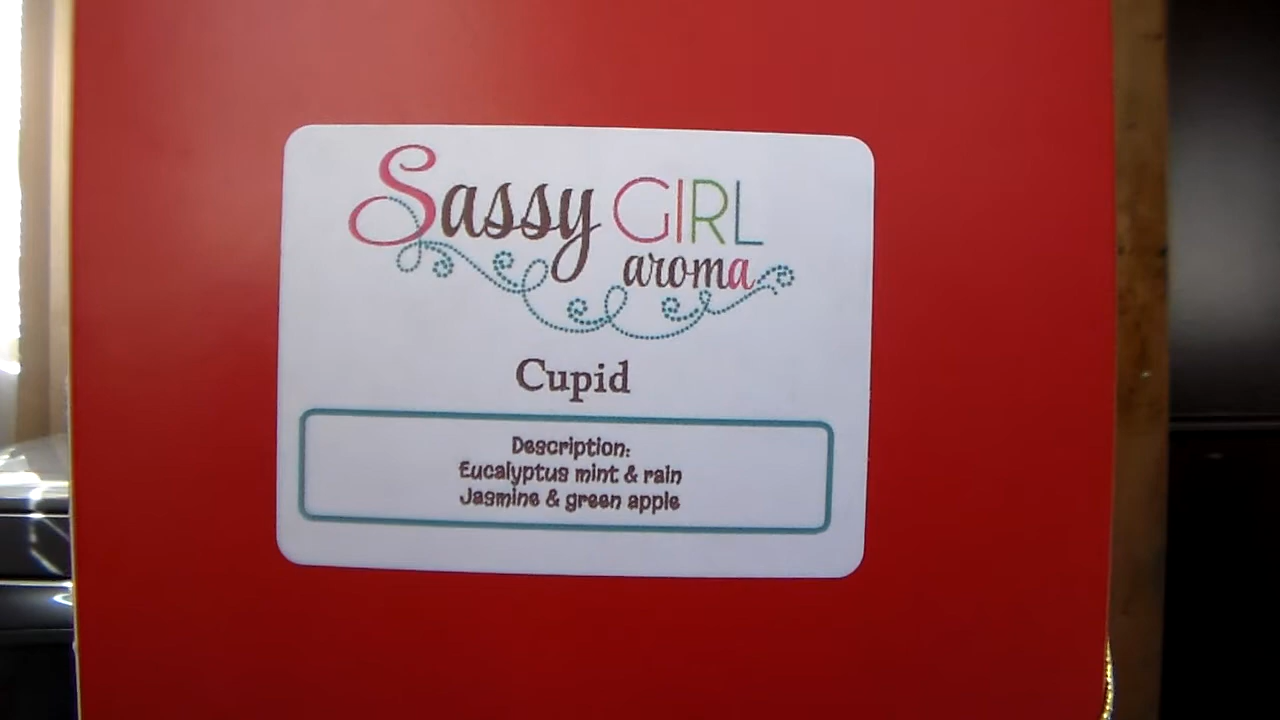 Sassy GIRL
aroma
Cupid
Description:
Eucalyptus mint & rain
Jasmine & green apple